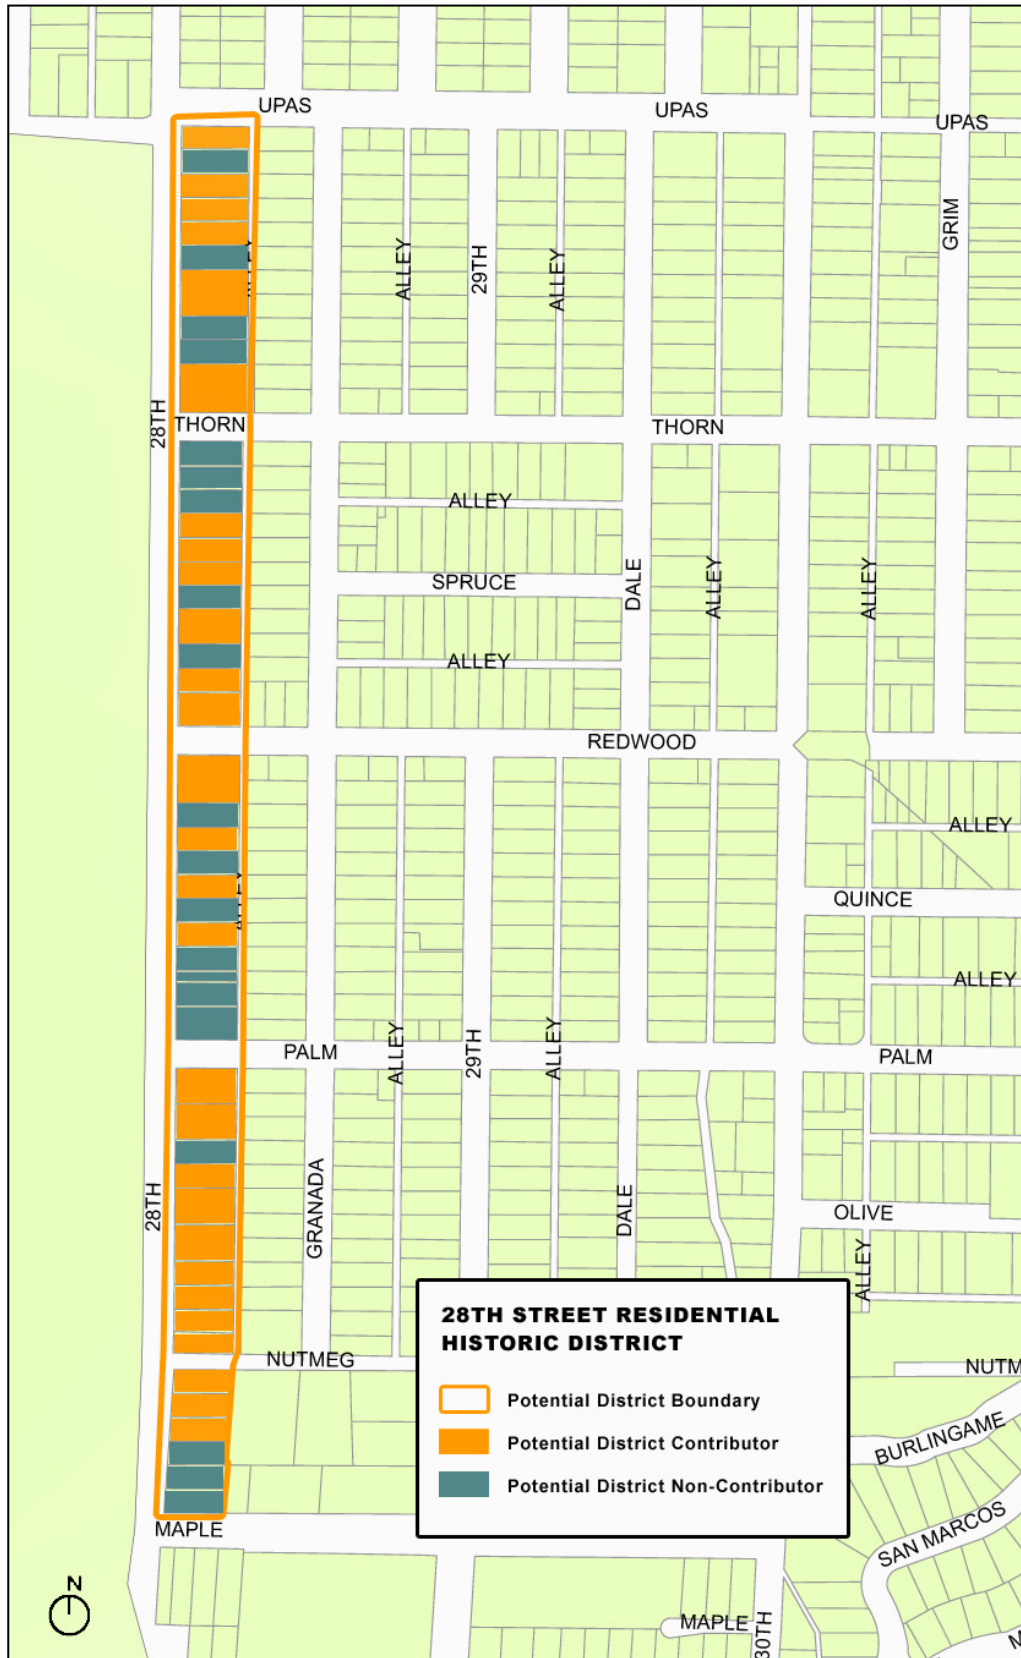 UPAS
UPAS
UPAS
GRIM
ALLEY
29TH
ALLEY
28TH
THORN
THORN
ALLEY
SPRUCE
DALE
ALLEY
ALLEY
ALLEY
REDWOOD
ALLEY
QUINCE
ALLEY
PALM
ALLEY
29TH
ALLEY
PALM
28TH
GRANADA
DALE
OLIVE
ALLEY
NUTMEG
28TH STREET RESIDENTIAL
HISTORIC DISTRICT
Potential District Boundary
Potential District Contributor
Potential District Non-Contributor
NUTM
BURLINGAME
SAN MARCOS
MAPLE
N
MAPLE
30TH
M